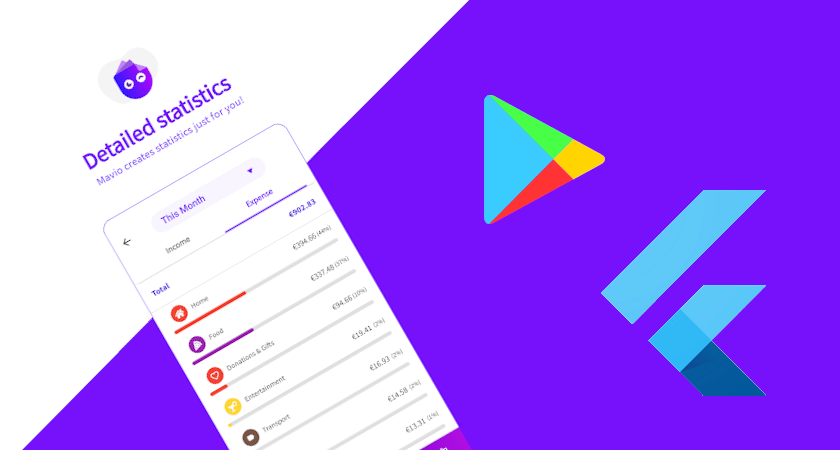 Detailed statistics
Mavio creates statistics just for you!
This Month
Income
Expense
Total €902.83
Home €394.66 (44%)
Food €337.48 (37%)
Donations & Gifts €94.66 (10%)
Entertainment €19.41 (2%)
Transport €16.93 (2%)
€14.58 (2%)
€13.31 (1%)